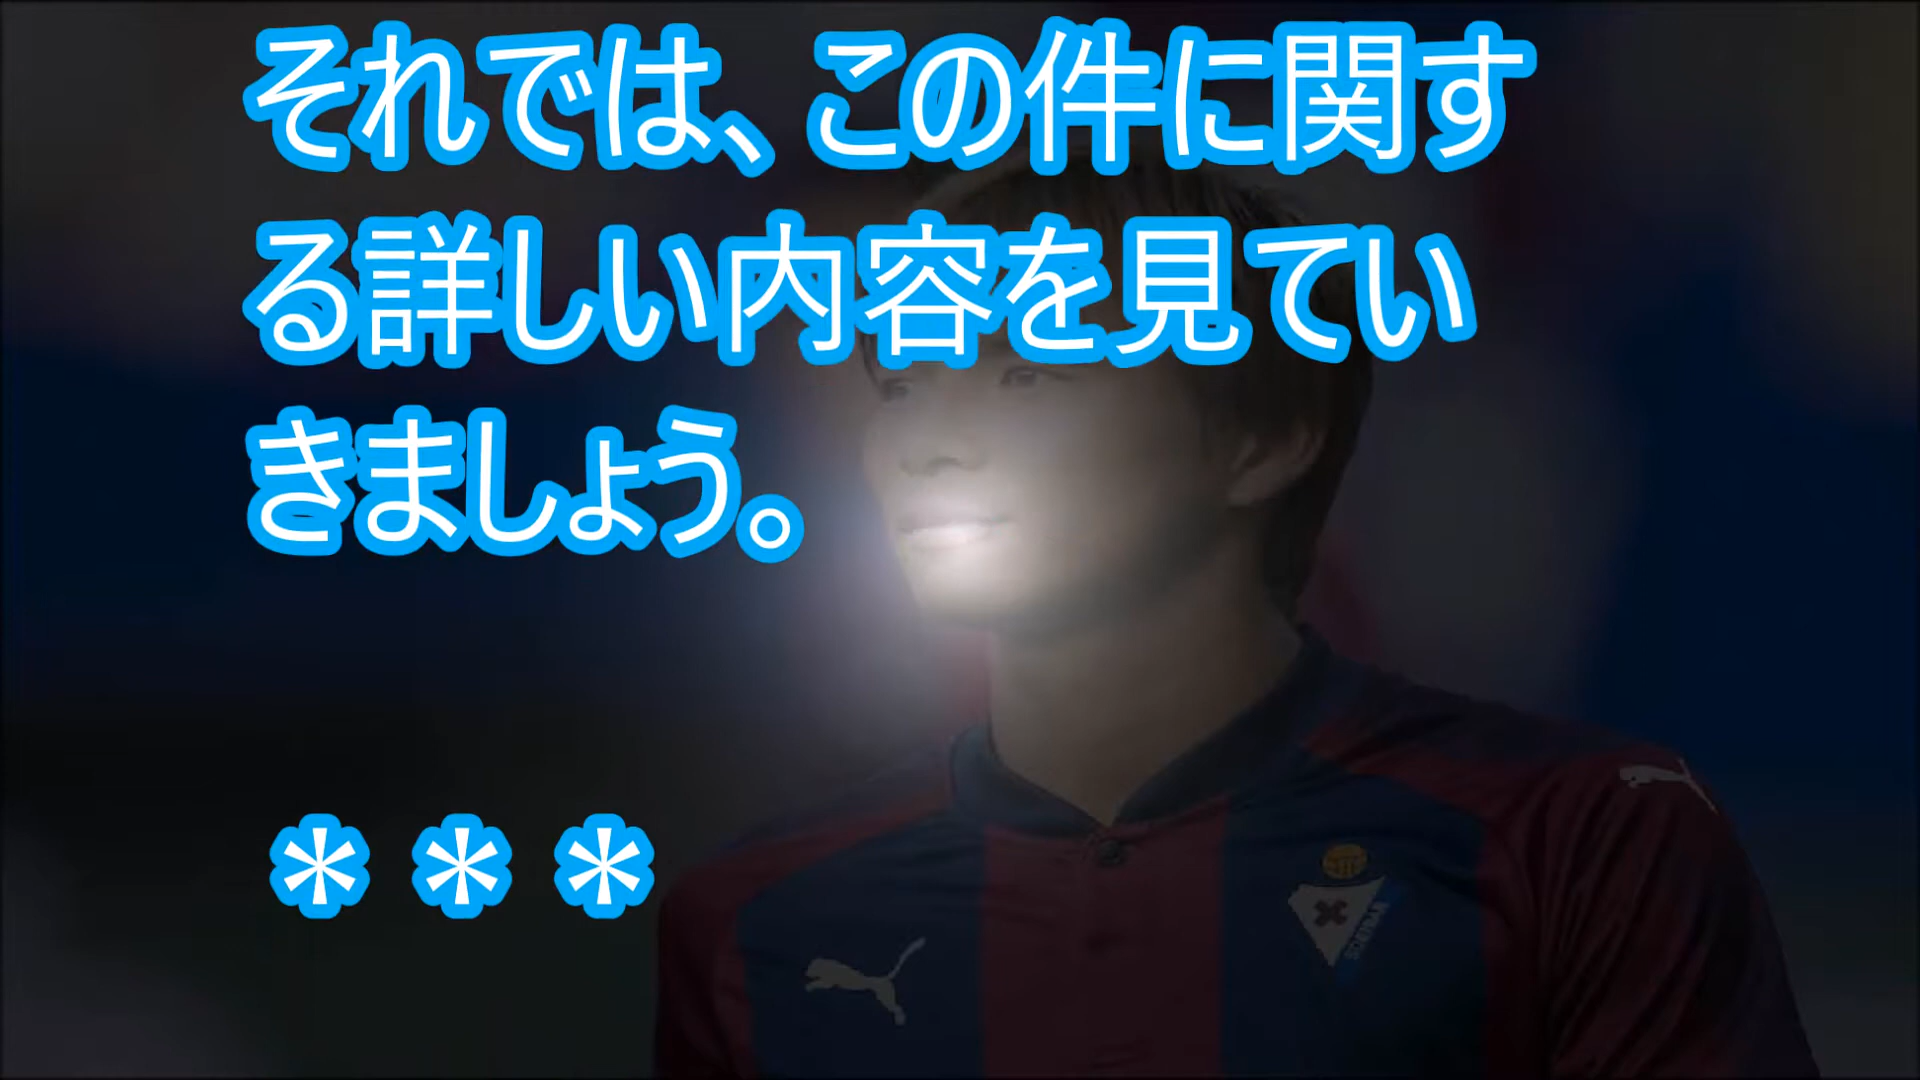 それでは、この件に関す
る詳しい内容を見てい
きましょう。
＊＊＊